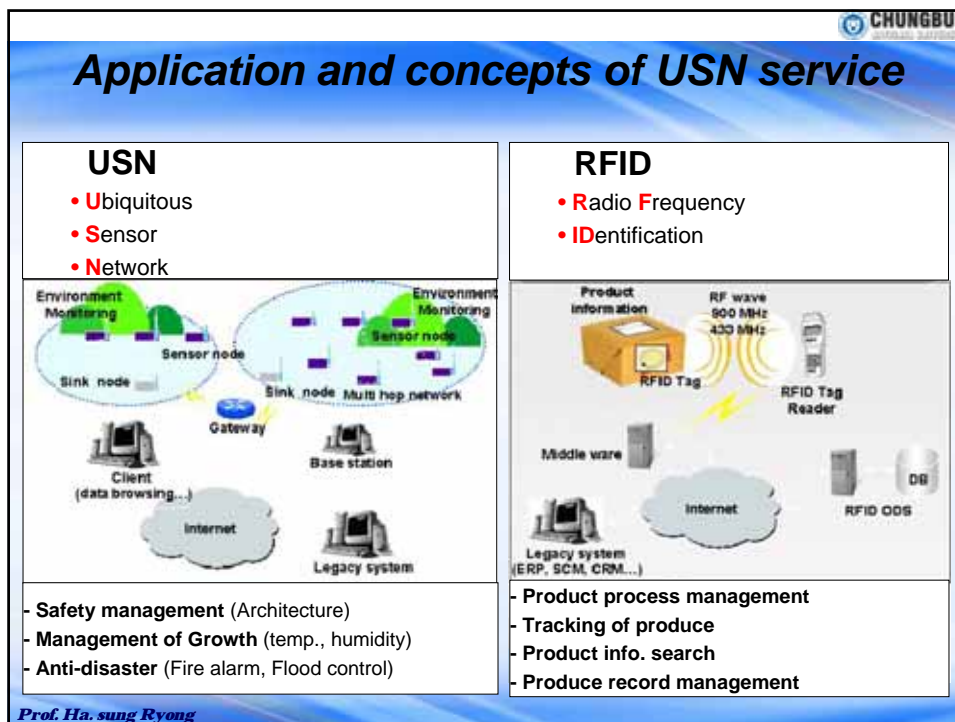 CHUNGBU
Application and concepts of USN service
USN
• Ubiquitous
• Sensor
• Network
Environment
Monitoring
Sensor node
Sink node
Environment
Monitoring
Sensor node
Sink node
Multi hop network
Gateway
Client
(data browsing...)
Base station
Internet
Legacy system
- Safety management (Architecture)
- Management of Growth (temp., humidity)
- Anti-disaster (Fire alarm, Flood control)
RFID
• Radio Frequency
• IDentification
Product
information
RF wave
900 MHz
433 MHz
RFID Tag
RFID Tag
Reader
Middle ware
DB
RFID ODS
Internet
Legacy system
(ERP, SCM, CRM...)
- Product process management
- Tracking of produce
- Product info. search
- Produce record management
Prof. Ha. sung Ryong